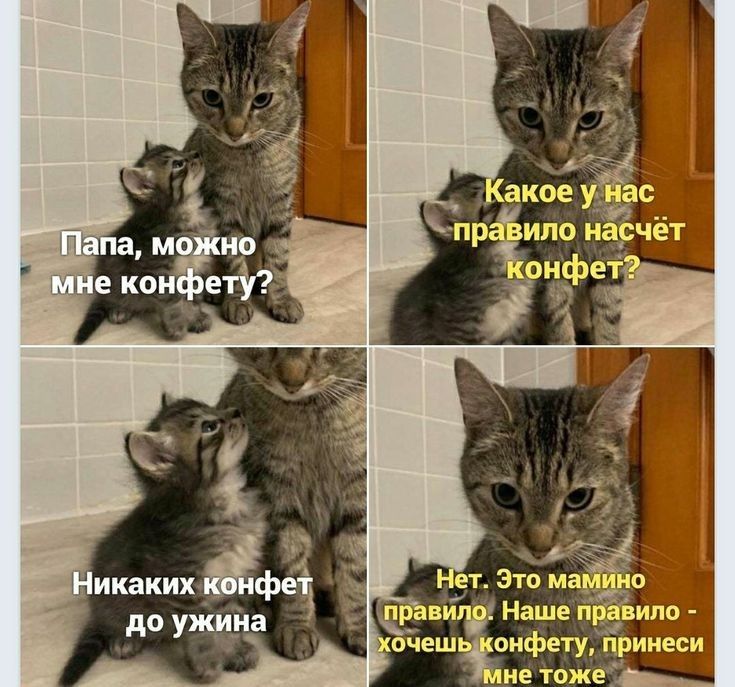 Папа, можно
мне конфету?
Какое у нас
правило насчёт
конфет?
Никаких конфет
до ужина
Нет. Это мамино
правило. Наше правило -
хочешь конфету, принеси
мне тоже